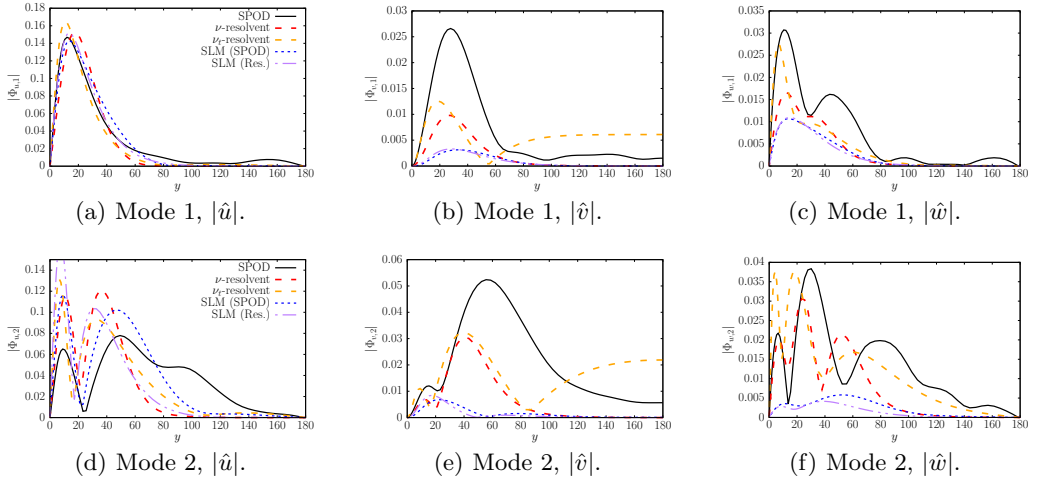 0.18
0.16
0.14
0.12
0.10
0.08
0.06
0.04
0.02
0
|Φu,1|
0 20 40 60 80 100 120 140 160 180
y
SPOD
ν-resolvent
νt-resolvent
SLM (SPOD)
SLM (Res.)
(a) Mode 1, |û|.
0.03
0.025
0.02
0.015
0.01
0.005
0
|Φv,1|
0 20 40 60 80 100 120 140 160 180
y
(b) Mode 1, |v̂|.
0.035
0.03
0.025
0.02
0.015
0.01
0.005
0
|Φw,1|
0 20 40 60 80 100 120 140 160 180
y
(c) Mode 1, |ŵ|.
0.14
0.12
0.1
0.08
0.06
0.04
0.02
0
|Φu,2|
0 20 40 60 80 100 120 140 160 180
y
SPOD
ν-resolvent
νt-resolvent
SLM (SPOD)
SLM (Res.)
(d) Mode 2, |û|.
0.06
0.05
0.04
0.03
0.02
0.01
0
|Φv,2|
0 20 40 60 80 100 120 140 160 180
y
(e) Mode 2, |v̂|.
0.04
0.035
0.03
0.025
0.02
0.015
0.01
0.005
0
|Φw,2|
0 20 40 60 80 100 120 140 160 180
y
(f) Mode 2, |ŵ|.